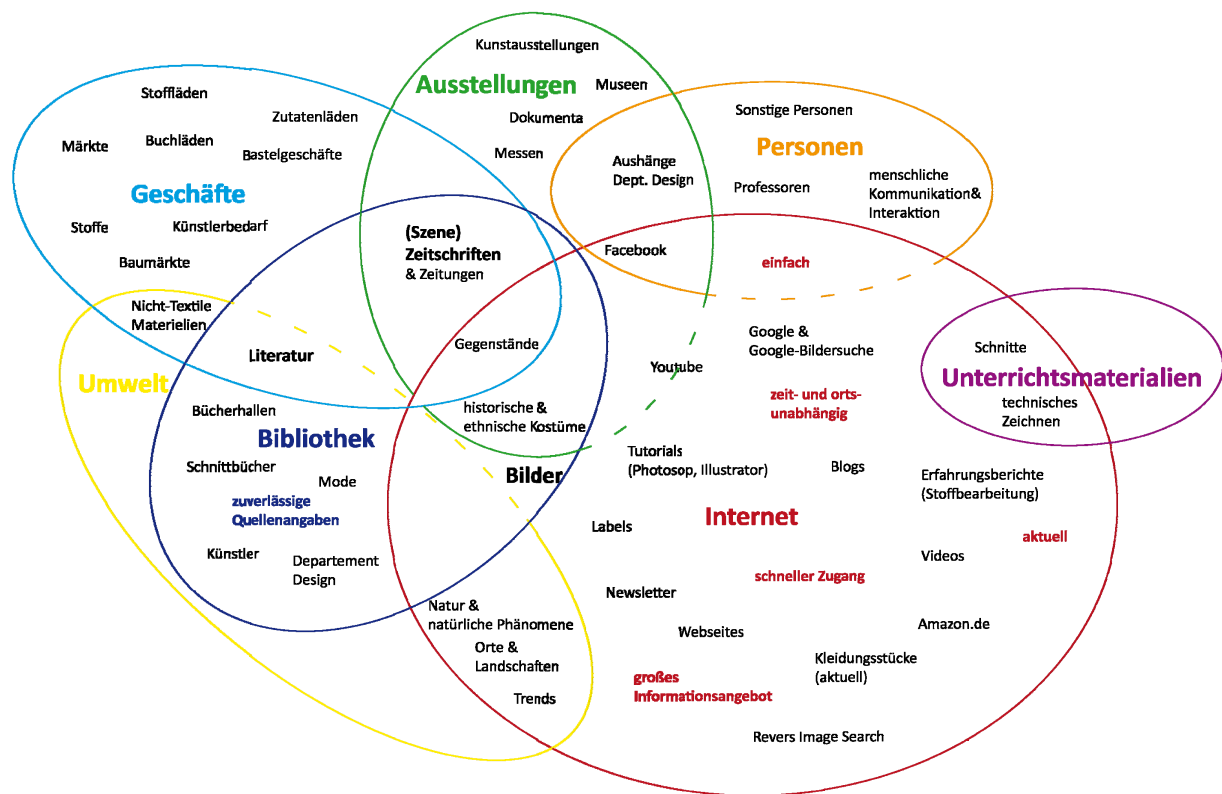 Kunstausstellungen
Ausstellungen
Museen
Dokumenta
Messen
Stoffläden
Zutatenläden
Märkte
Buchläden
Bastelgeschäfte
Geschäfte
Stoffe
Künstlerbedarf
Baumärkte
Sonstige Personen
Personen
Aushänge
Dept. Design
Professoren
menschliche
Kommunikation&
Interaktion
(Szene)
Zeitschriften
& Zeitungen
Facebook
einfach
Nicht-Textile
Materielien
Literatur
Gegenstände
Umwelt
Youtube
Google &
Google-Bildersuche
Schnitte
Unterrichtsmaterialien
technisches
Zeichnen
zeit- und orts-
unabhängig
historische &
ethnische Kostüme
Bücherhallen
Bibliothek
Schnittbücher
Mode
zuverlässige
Quellenangaben
Künstler
Departement
Design
Bilder
Tutorials
(Photosop, Illustrator)
Blogs
Erfahrungsberichte
(Stoffbearbeitung)
Internet
Labels
aktuell
Videos
schneller Zugang
Newsletter
Natur &
natürliche Phänomene
Orte &
Landschaften
Trends
Webseites
Amazon.de
Kleidungsstücke
(aktuell)
großes
Informationsangebot
Revers Image Search